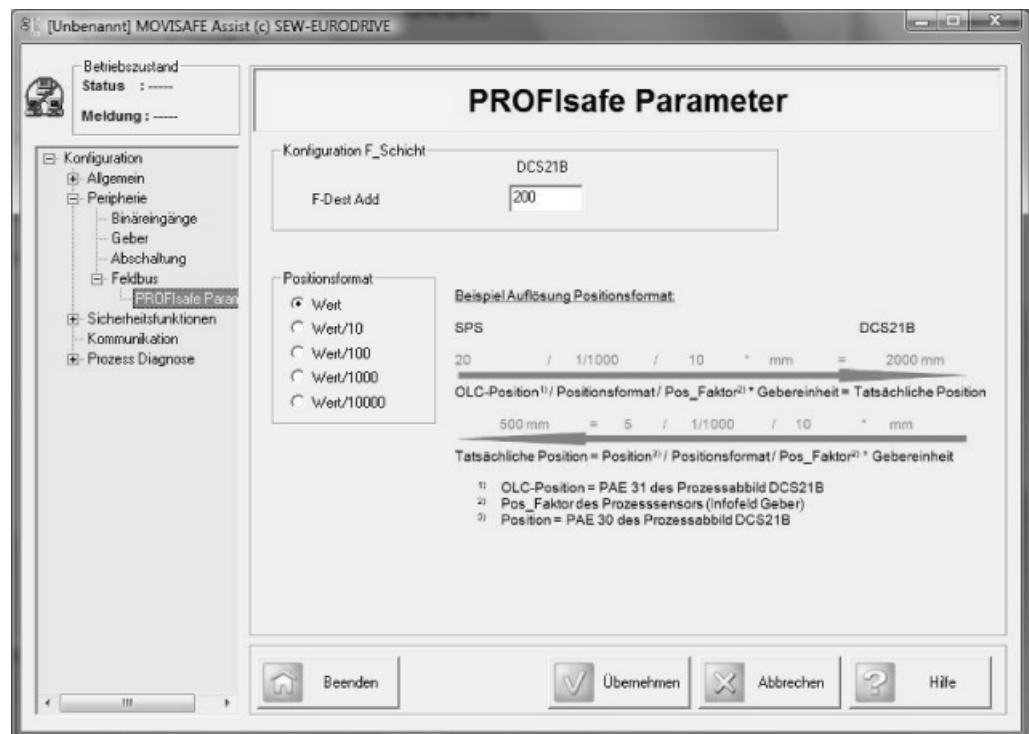 [Unbenannt] MOVISAFE Assist (c) SEW-EURODRIVE
Betriebszustand
Status : -----
Meldung : -----
Konfiguration
Allgemein
Peripherie
Binäreingänge
Geber
Abschaltung
Feldbus
PROFIsafe Param
Sicherheitsfunktionen
Kommunikation
Prozess Diagnose
PROFIsafe Parameter
Konfiguration F_Schicht
DCS21B
F-Dest Add
200
Positionsformat
Wert
Wert/10
Wert/100
Wert/1000
Wert/10000
Beispiel Auflösung Positionsformat:
SPS DCS21B
20 / 1/1000 / 10 * mm = 2000 mm
OLC-Position 1) / Positionsformat / Pos_Faktor 2) * Gebereinheit = Tatsächliche Position
500 mm = 5 / 1/1000 / 10 * mm
Tatsächliche Position = Position 3) / Positionsformat / Pos_Faktor 2) * Gebereinheit
1) OLC-Position = PAE 31 des Prozessabbild DCS21B
2) Pos_Faktor des Prozesssensors (Infofeld Geber)
3) Position = PAE 30 des Prozessabbild DCS21B
Beenden
Übernehmen
Abbrechen
Hilfe